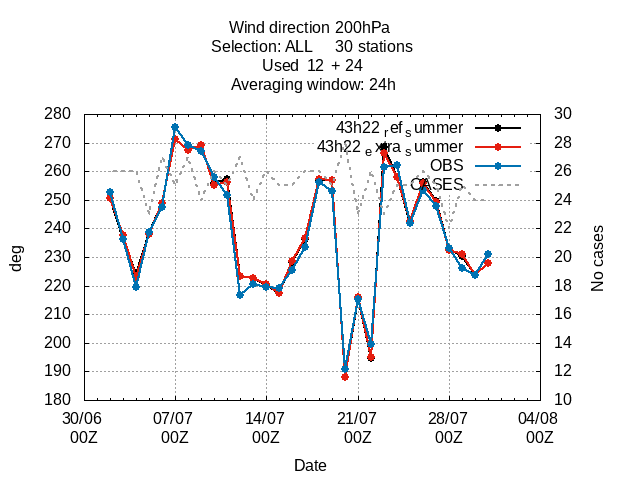 Wind direction 200hPa
Selection: ALL 30 stations
Used 12 + 24
Averaging window: 24h
280 270 260 250 240 230 220 210 200 190 180
deg
30 28 26 24 22 20 18 16 14 12 10
No cases
43h22 ref summer
43h22 extra summer
OBS
CASES
30/06 07/07 14/07 21/07 28/07 04/08
00Z 00Z 00Z 00Z 00Z 00Z
Date